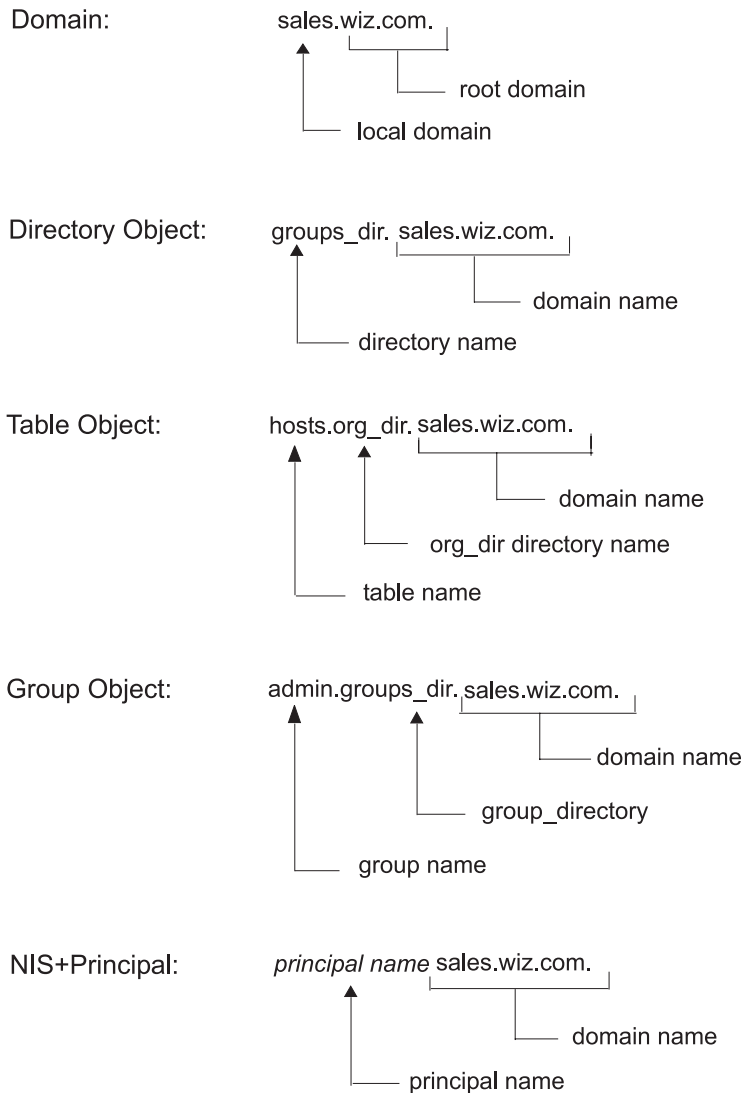 Domain: sales.wiz.com.
root domain
local domain
Directory Object: groups_dir. sales.wiz.com.
domain name
directory name
Table Object: hosts.org_dir. sales.wiz.com.
domain name
org_dir directory name
table name
Group Object: admin.groups_dir. sales.wiz.com.
domain name
group_directory
group name
NIS+Principal: principal name sales.wiz.com.
domain name
principal name